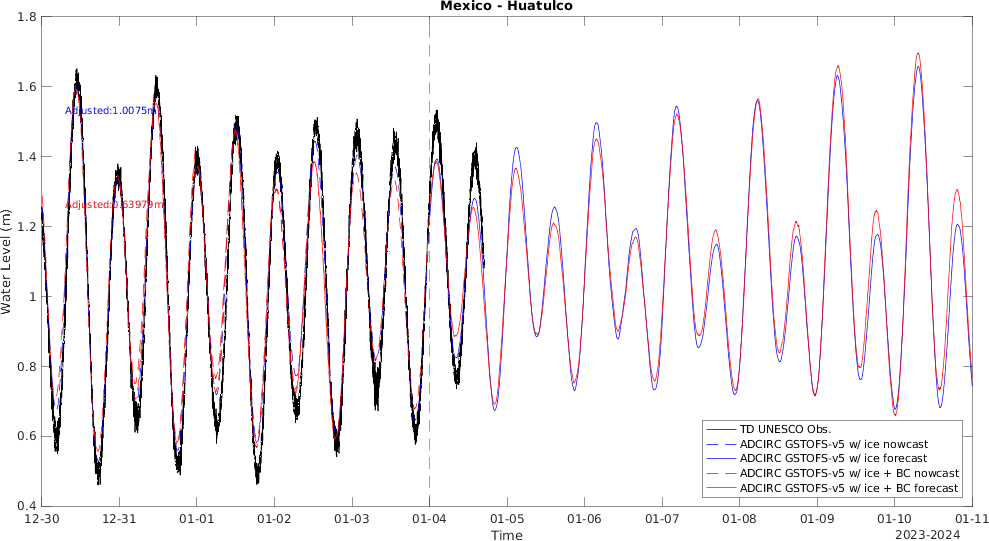 Mexico - Huatulco
Water Level (m)
1.8
1.6
1.4
1.2
1
0.8
0.6
0.4
Adjusted:1.0075m
Adjusted:0.63979m
TD UNESCO Obs.
ADCIRC GSTOFS-v5 w/ ice nowcast
ADCIRC GSTOFS-v5 w/ ice forecast
ADCIRC GSTOFS-v5 w/ ice + BC nowcast
ADCIRC GSTOFS-v5 w/ ice + BC forecast
12-30 12-31 01-01 01-02 01-03 01-04 01-05 01-06 01-07 01-08 01-09 01-10 01-11
Time
2023-2024